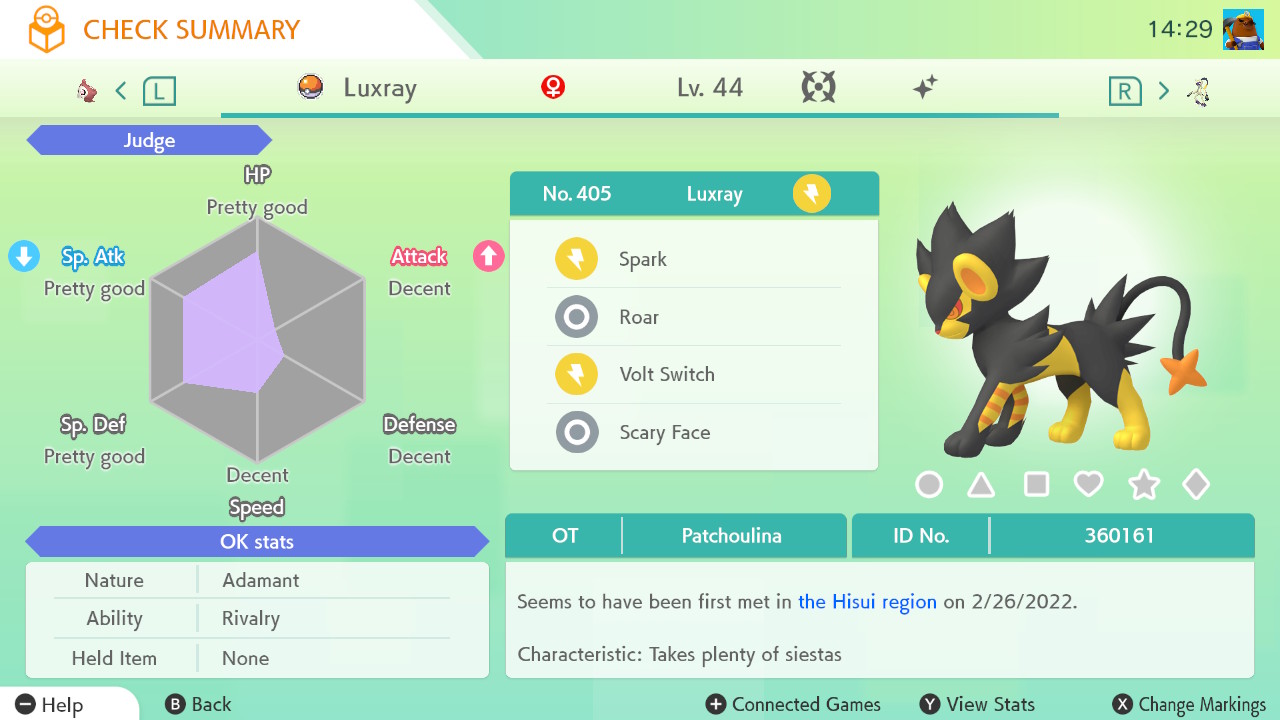 CHECK SUMMARY
14:29
L
Luxray
Lv. 44
R
Judge
HP
Pretty good
Sp. Atk
Pretty good
Attack
Decent
Sp. Def
Pretty good
Defense
Decent
Decent
Speed
OK stats
Nature Adamant
Ability Rivalry
Held Item None
No. 405 Luxray
Spark
Roar
Volt Switch
Scary Face
OT Patchoulina ID No. 360161
Seems to have been first met in the Hisui region on 2/26/2022.
Characteristic: Takes plenty of siestas
Help
B Back
Connected Games
Y View Stats
X Change Markings